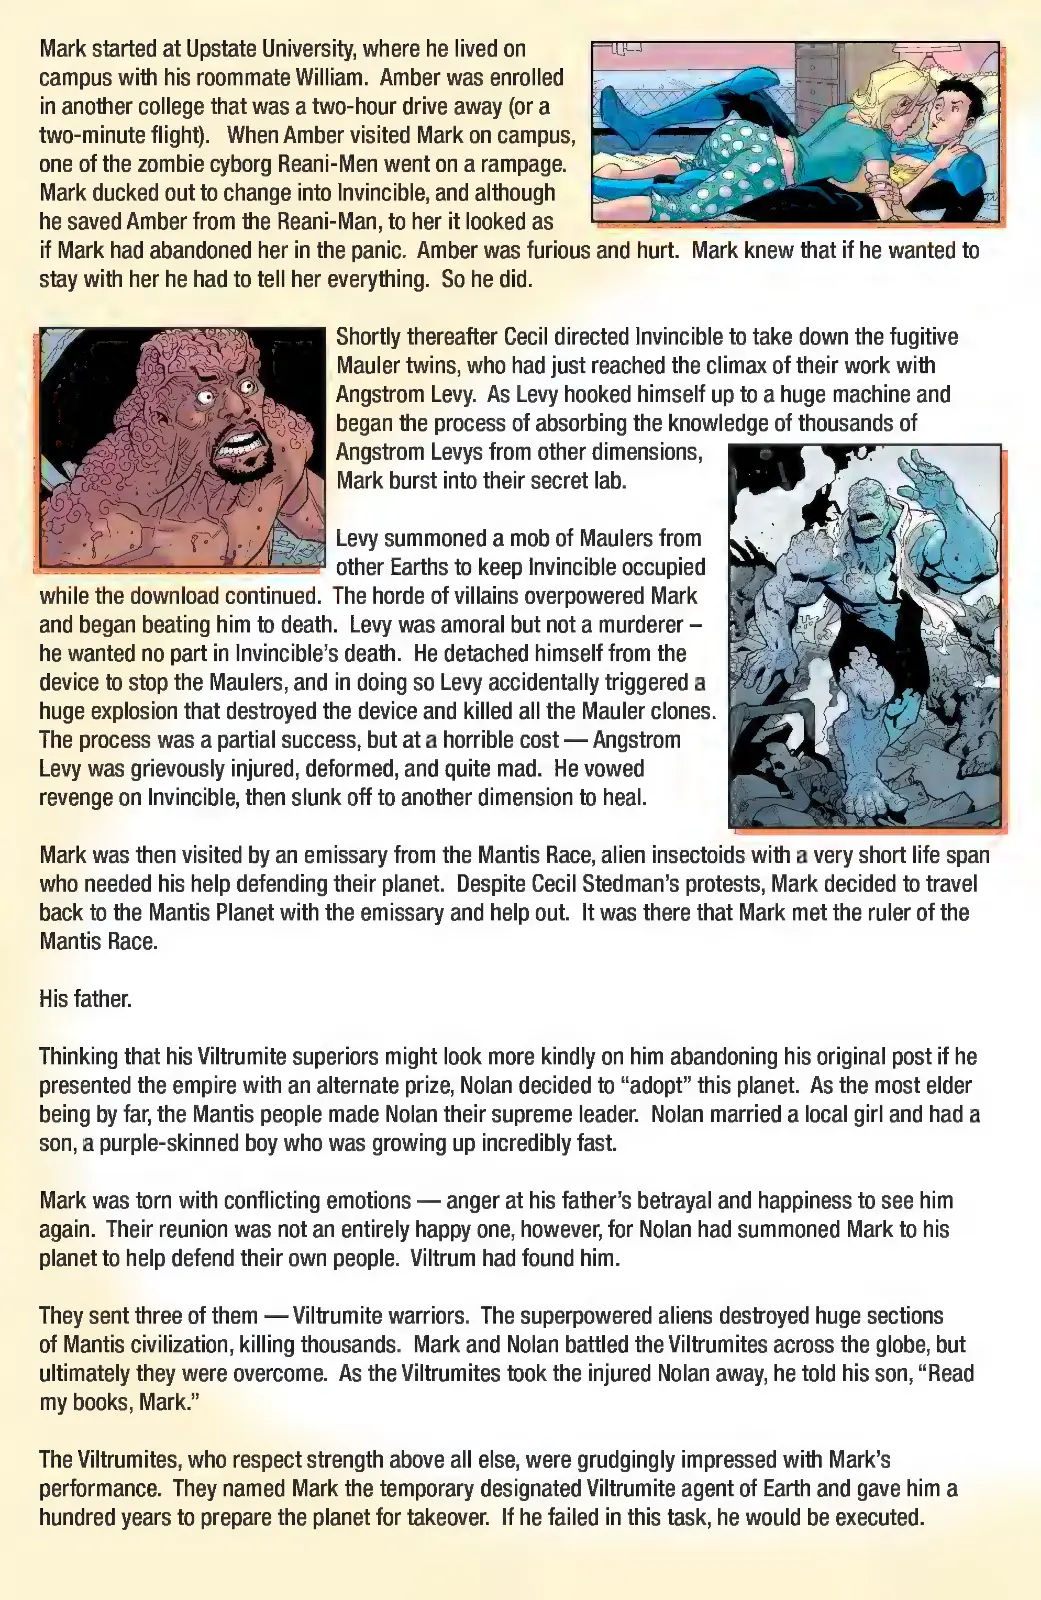 Mark started at Upstate University, where he lived on
campus with his roommate William. Amber was enrolled
in another college that was a two-hour drive away (or a
two-minute flight). When Amber visited Mark on campus,
one of the zombie cyborg Reani-Men went on a rampage.
Mark ducked out to change into Invincible, and although
he saved Amber from the Reani-Man, to her it looked as
if Mark had abandoned her in the panic. Amber was furious and hurt. Mark knew that if he wanted to
stay with her he had to tell her everything. So he did.
Shortly thereafter Cecil directed Invincible to take down the fugitive
Mauler twins, who had just reached the climax of their work with
Angstrom Levy. As Levy hooked himself up to a huge machine and
began the process of absorbing the knowledge of thousands of
Angstrom Levys from other dimensions,
Mark burst into their secret lab.
Levy summoned a mob of Maulers from
other Earths to keep Invincible occupied
while the download continued. The horde of villains overpowered Mark
and began beating him to death. Levy was amoral but not a murderer –
he wanted no part in Invincible's death. He detached himself from the
device to stop the Maulers, and in doing so Levy accidentally triggered a
huge explosion that destroyed the device and killed all the Mauler clones.
The process was a partial success, but at a horrible cost — Angstrom
Levy was grievously injured, deformed, and quite mad. He vowed
revenge on Invincible, then slunk off to another dimension to heal.
Mark was then visited by an emissary from the Mantis Race, alien insectoids with a very short life span
who needed his help defending their planet. Despite Cecil Stedman's protests, Mark decided to travel
back to the Mantis Planet with the emissary and help out. It was there that Mark met the ruler of the
Mantis Race.
His father.
Thinking that his Viltrumite superiors might look more kindly on him abandoning his original post if he
presented the empire with an alternate prize, Nolan decided to “adopt” this planet. As the most elder
being by far, the Mantis people made Nolan their supreme leader. Nolan married a local girl and had a
son, a purple-skinned boy who was growing up incredibly fast.
Mark was torn with conflicting emotions — anger at his father's betrayal and happiness to see him
again. Their reunion was not an entirely happy one, however, for Nolan had summoned Mark to his
planet to help defend their own people. Viltrum had found him.
They sent three of them — Viltrumite warriors. The superpowered aliens destroyed huge sections
of Mantis civilization, killing thousands. Mark and Nolan battled the Viltrumites across the globe, but
ultimately they were overcome. As the Viltrumites took the injured Nolan away, he told his son, “Read
my books, Mark.”
The Viltrumites, who respect strength above all else, were grudgingly impressed with Mark's
performance. They named Mark the temporary designated Viltrumite agent of Earth and gave him a
hundred years to prepare the planet for takeover. If he failed in this task, he would be executed.